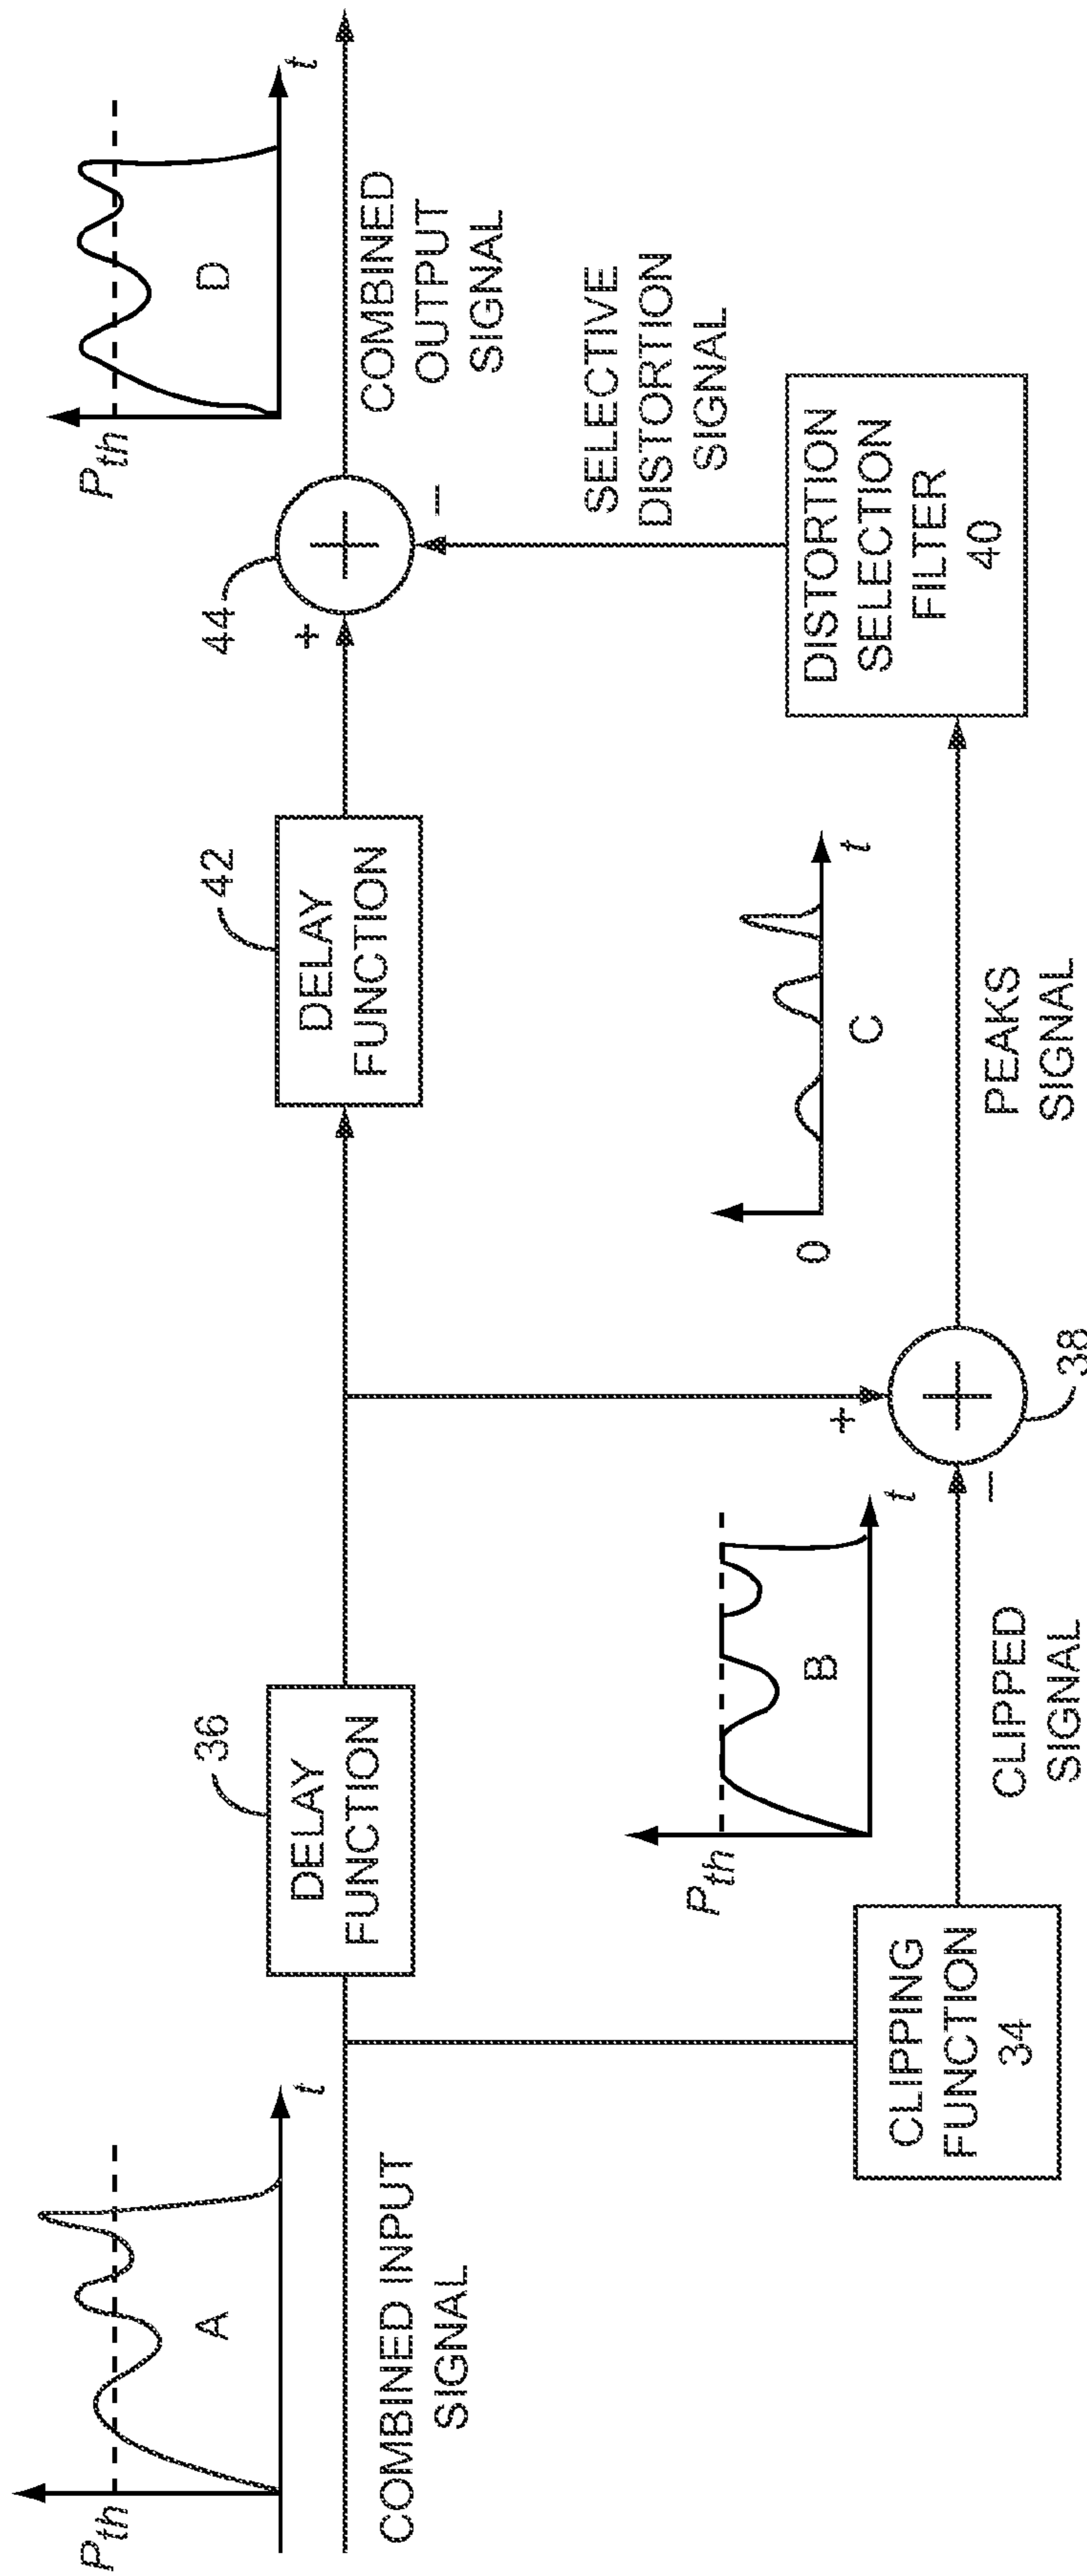 P_th
A
t
COMBINED INPUT
SIGNAL
36
DELAY
FUNCTION
42
DELAY
FUNCTION
44
+
−
P_th
D
t
COMBINED
OUTPUT
SIGNAL
SELECTIVE
DISTORTION
SIGNAL
CLIPPING
FUNCTION
34
P_th
B
t
CLIPPED
SIGNAL
+
−
38
0
C
t
PEAKS
SIGNAL
DISTORTION
SELECTION
FILTER
40